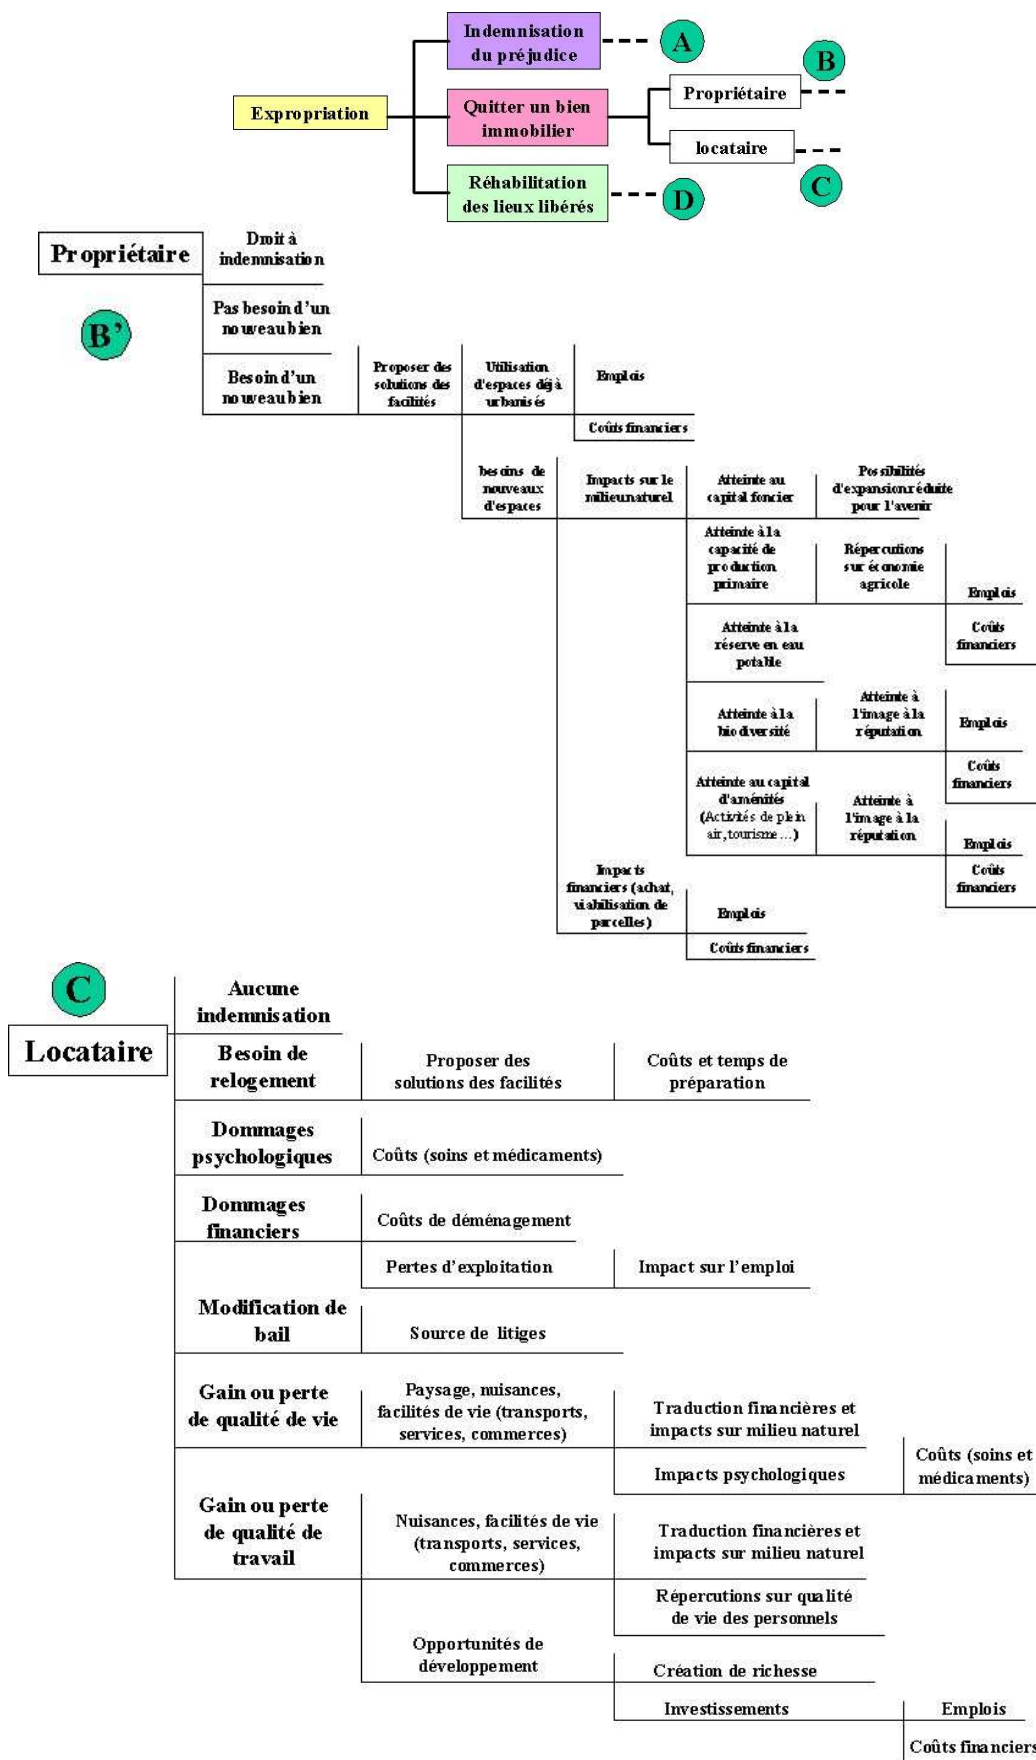 Indemnisation
du préjudice
A
B
Expropriation
Quitter un bien
immobilier
Propriétaire
locataire
C
Réhabilitation
des lieux libérés
D
Propriétaire
B’
Droit à
indemnisation
Pas besoin d’un
nouveau bien
Besoin d’un
nouveau bien
Proposer des
solutions des
facilités
Utilisation
d'espaces déjà
urbanisés
Emplois
Coûts financiers
besoins de
nouveaux
d'espaces
Impacts sur le
milieu naturel
Atteinte au
capital foncier
Possibilités
d'expansion réduite
pour l'avenir
Atteinte à la
capacité de
production
primaire
Répercutions
sur économie
agricole
Emplois
Coûts
financiers
Atteinte à la
réserve en eau
potable
Atteinte à la
biodiversité
Atteinte à
l'image à la
réputation
Emplois
Coûts
financiers
Atteinte au capital
d'aménités
(Activités de plein
air, tourisme…)
Atteinte à
l'image à la
réputation
Emplois
Coûts
financiers
Impacts
financiers (achat,
viabilisation de
parcelles)
Emplois
Coûts financiers
C
Locataire
Aucune
indemnisation
Besoin de
relogement
Proposer des
solutions des facilités
Coûts et temps de
préparation
Dommages
psychologiques
Coûts (soins et médicaments)
Dommages
financiers
Coûts de déménagement
Pertes d’exploitation
Impact sur l’emploi
Modification de
bail
Source de litiges
Gain ou perte
de qualité de vie
Paysage, nuisances,
facilités de vie (transports,
services, commerces)
Traduction financières et
impacts sur milieu naturel
Impacts psychologiques
Coûts (soins et
médicaments)
Gain ou perte
de qualité de
travail
Nuisances, facilités de vie
(transports, services,
commerces)
Traduction financières et
impacts sur milieu naturel
Répercutions sur qualité
de vie des personnels
Opportunités de
développement
Création de richesse
Investissements
Emplois
Coûts financiers